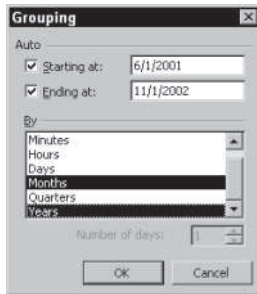 Grouping
Auto
Starting at: 6/1/2001
Ending at: 11/1/2002
By
Minutes
Hours
Days
Months
Quarters
Years
Number of days: 1
OK Cancel